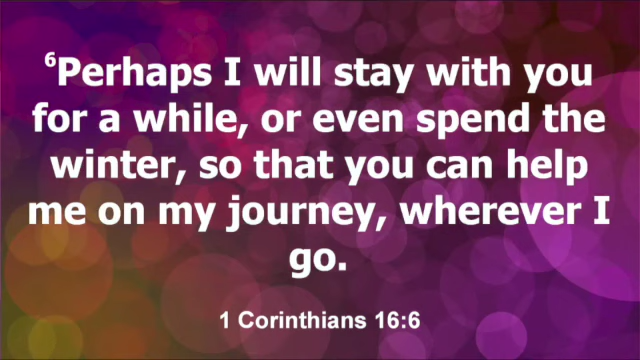 ⁶Perhaps I will stay with you
for a while, or even spend the
winter, so that you can help
me on my journey, wherever I
go.
1 Corinthians 16:6